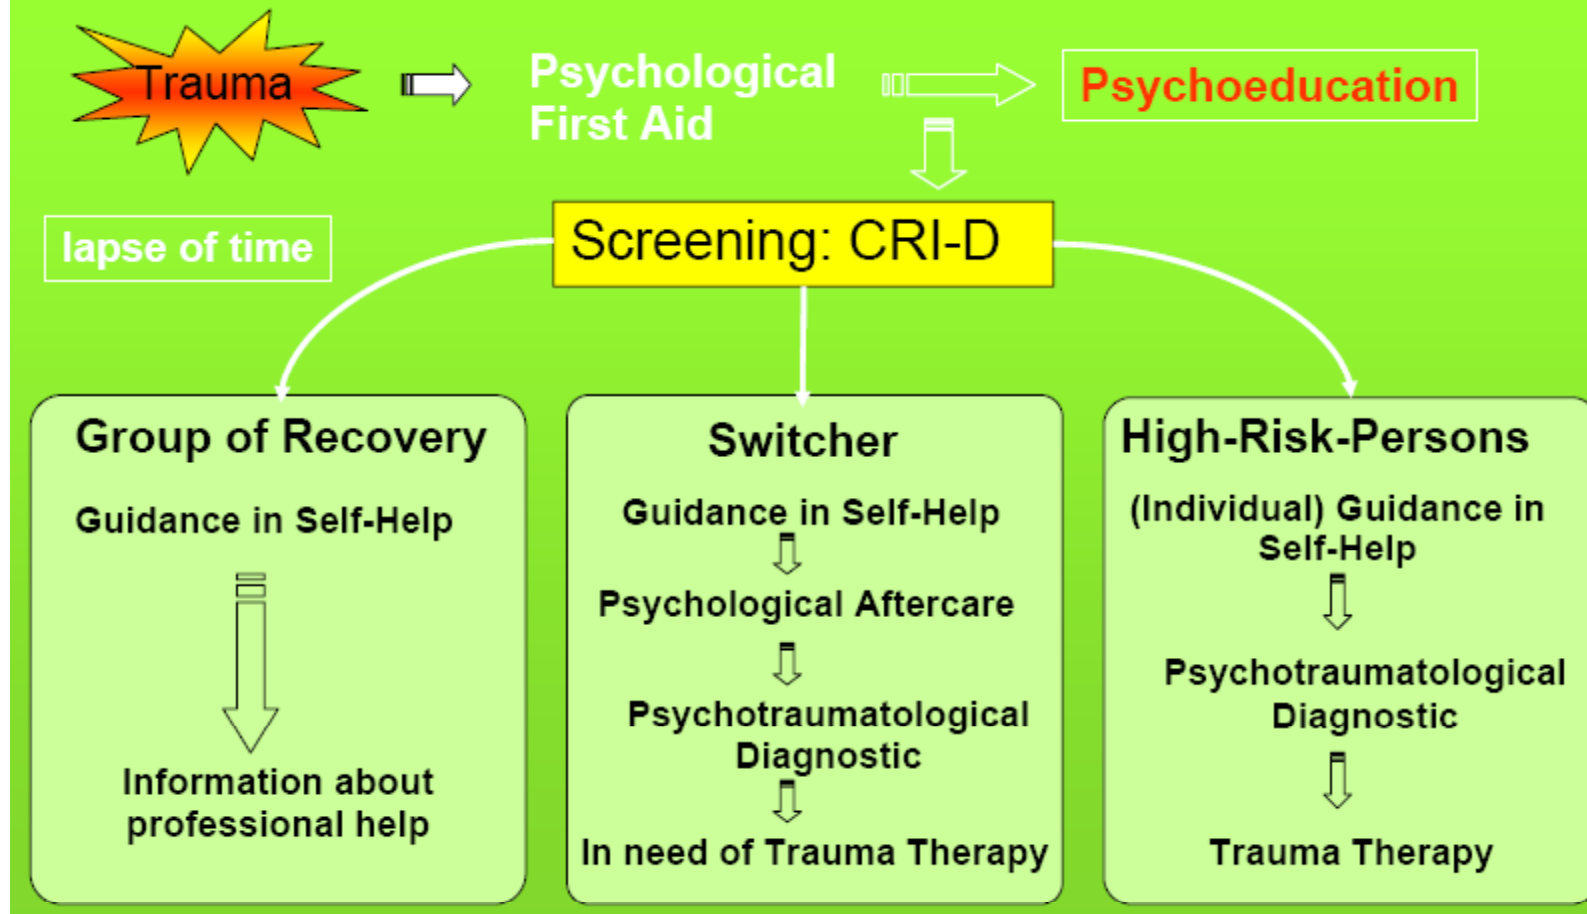 Trauma
Psychological
First Aid
Psychoeducation
lapse of time
Screening: CRI-D
Group of Recovery
Guidance in Self-Help
Information about
professional help
Switcher
Guidance in Self-Help
Psychological Aftercare
Psychotraumatological
Diagnostic
In need of Trauma Therapy
High-Risk-Persons
(Individual) Guidance in
Self-Help
Psychotraumatological
Diagnostic
Trauma Therapy